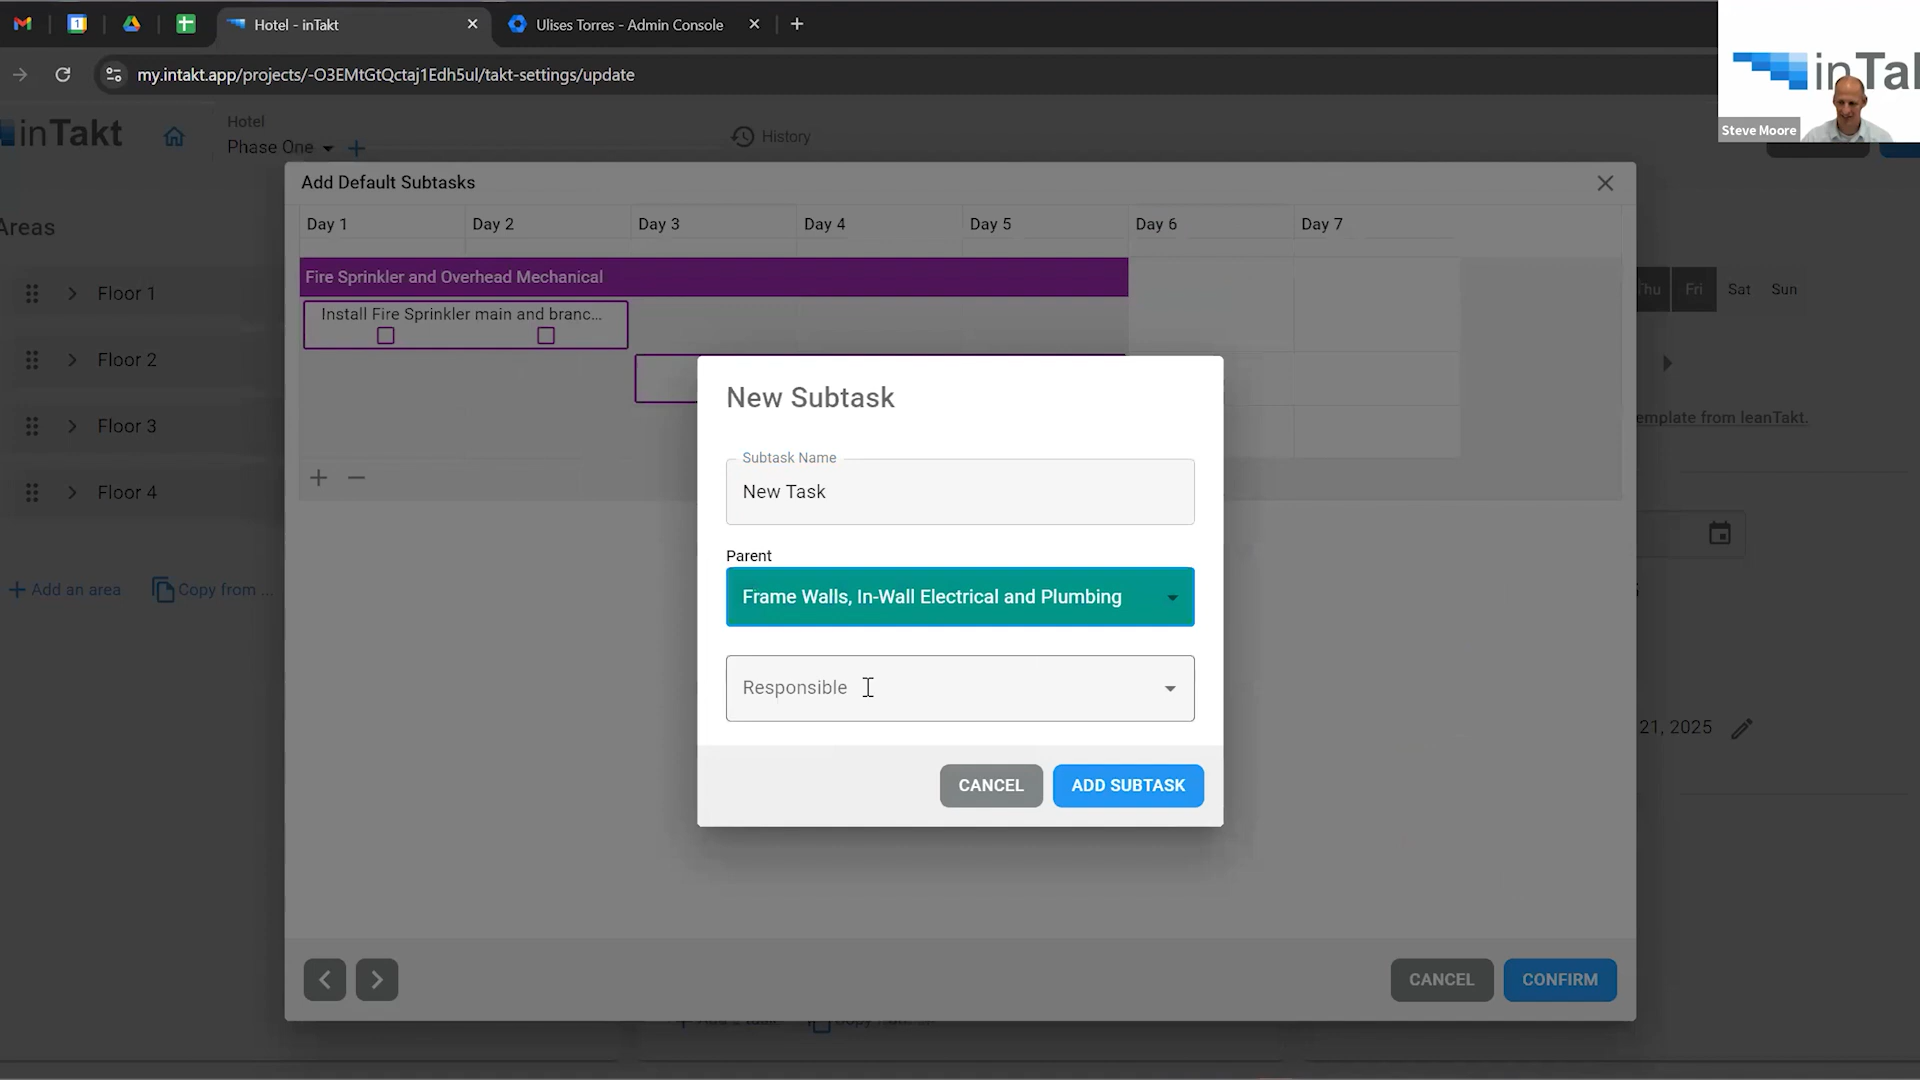 Hotel - inTakt
Ulises Torres - Admin Console
my.intakt.app/projects/-O3EMtGtQctaj1Edh5ul/takt-settings/update
inTak
Steve Moore
inTakt
Hotel
Phase One
History
Add Default Subtasks
Areas
Day 1
Day 2
Day 3
Day 4
Day 5
Day 6
Day 7
Fire Sprinkler and Overhead Mechanical
Install Fire Sprinkler main and branc...
Floor 1
Floor 2
Floor 3
Floor 4
Thu
Fri
Sat
Sun
New Subtask
emplate from leanTakt.
Subtask Name
New Task
Parent
Frame Walls, In-Wall Electrical and Plumbing
Add an area
Copy from ...
Responsible
21, 2025
CANCEL
ADD SUBTASK
CANCEL
CONFIRM